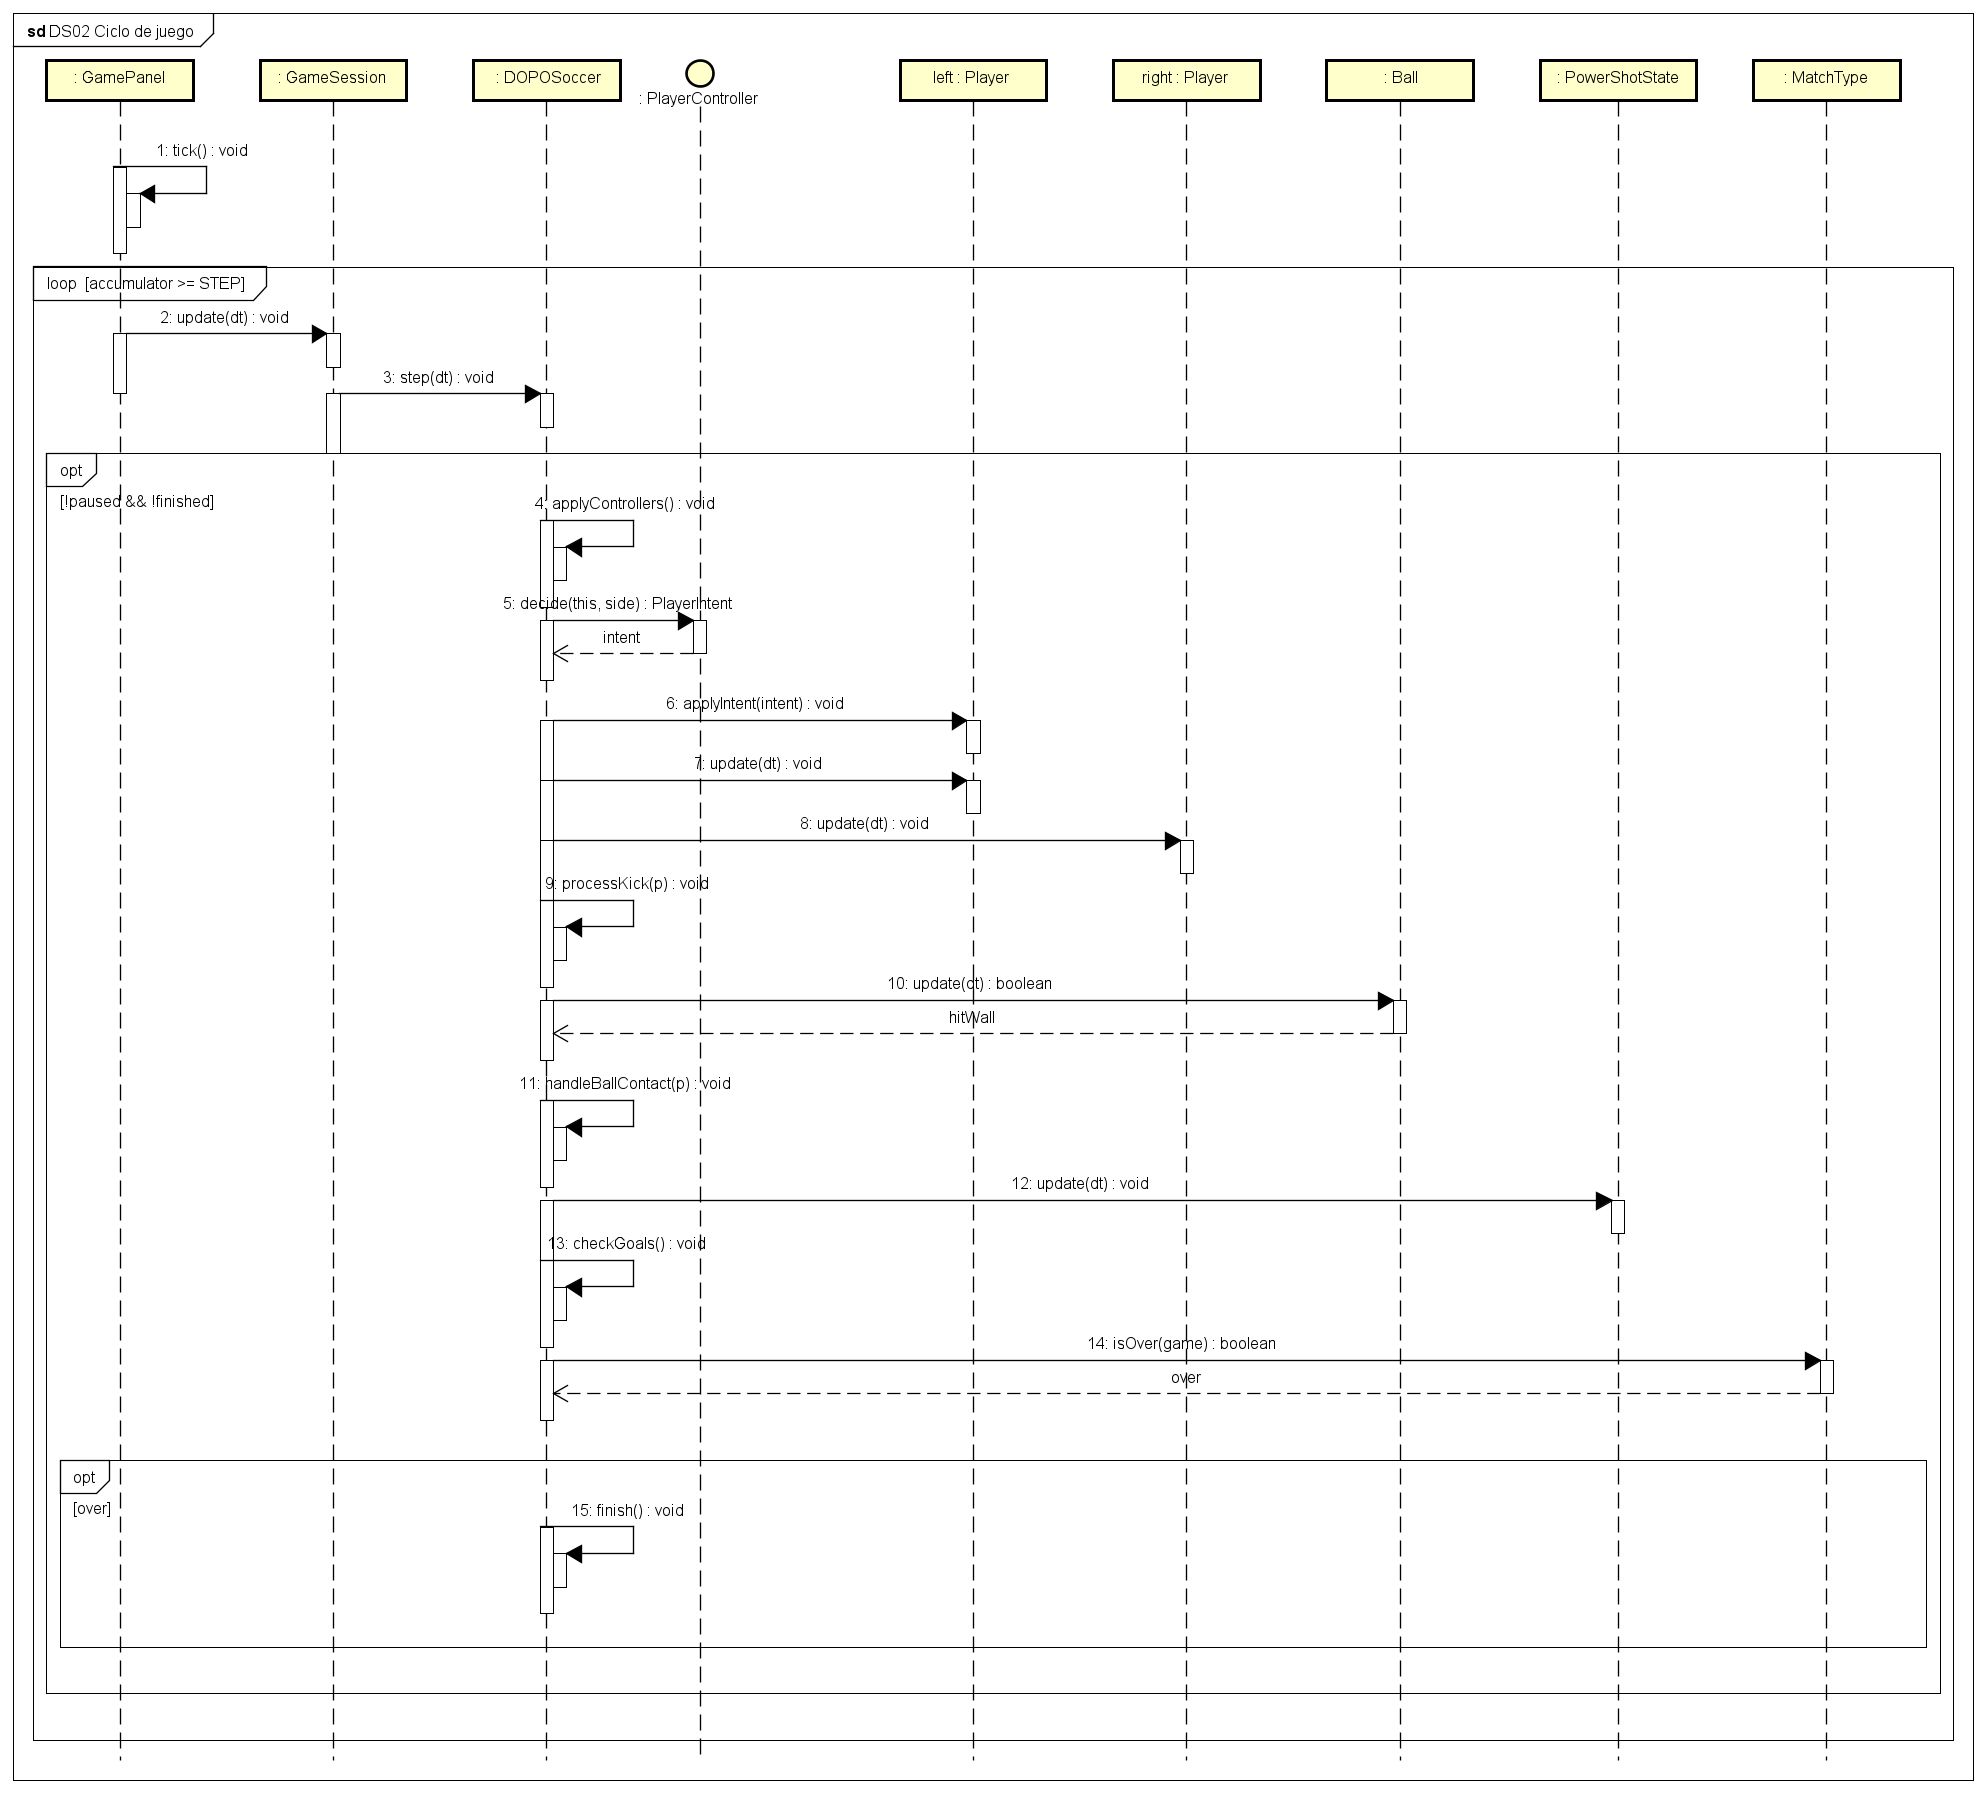 sd DS02 Ciclo de juego
: GamePanel
: GameSession
: DOPOSoccer
: PlayerController
left : Player
right : Player
: Ball
: PowerShotState
: MatchType
1: tick() : void
loop [accumulator >= STEP]
2: update(dt) : void
3: step(dt) : void
opt
[!paused && !finished]
4: applyControllers() : void
5: decide(this, side) : PlayerIntent
intent
6: applyIntent(intent) : void
7: update(dt) : void
8: update(dt) : void
9: processKick(p) : void
10: update(dt) : boolean
hitWall
11: handleBallContact(p) : void
12: update(dt) : void
13: checkGoals() : void
14: isOver(game) : boolean
over
opt
[over]
15: finish() : void